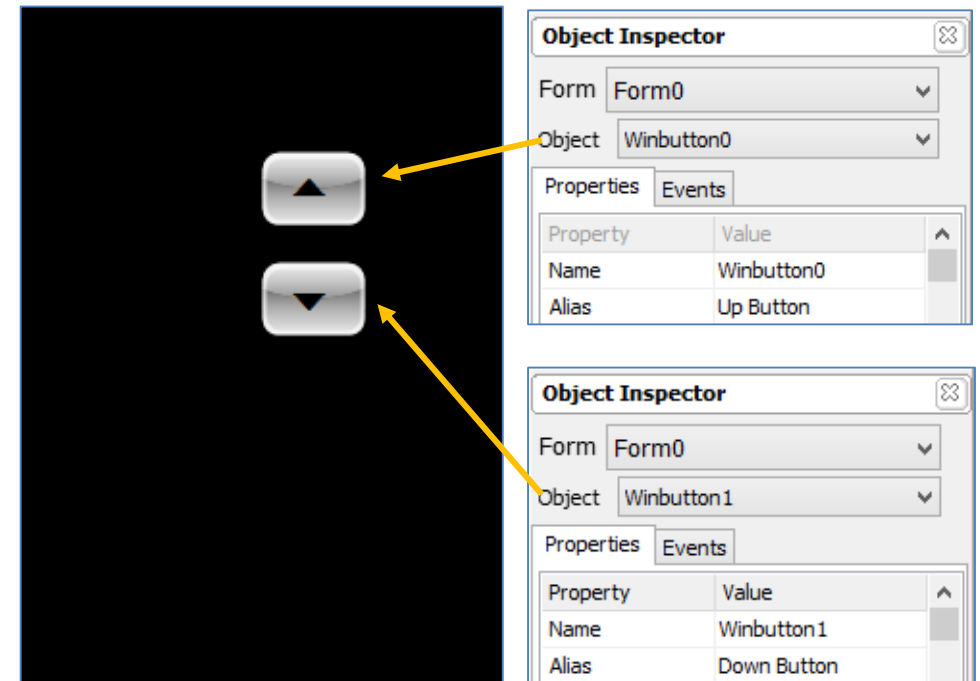 Object Inspector
Form Form0
Object Winbutton0
Properties Events
Property Value
Name Winbutton0
Alias Up Button
Object Inspector
Form Form0
Object Winbutton1
Properties Events
Property Value
Name Winbutton1
Alias Down Button